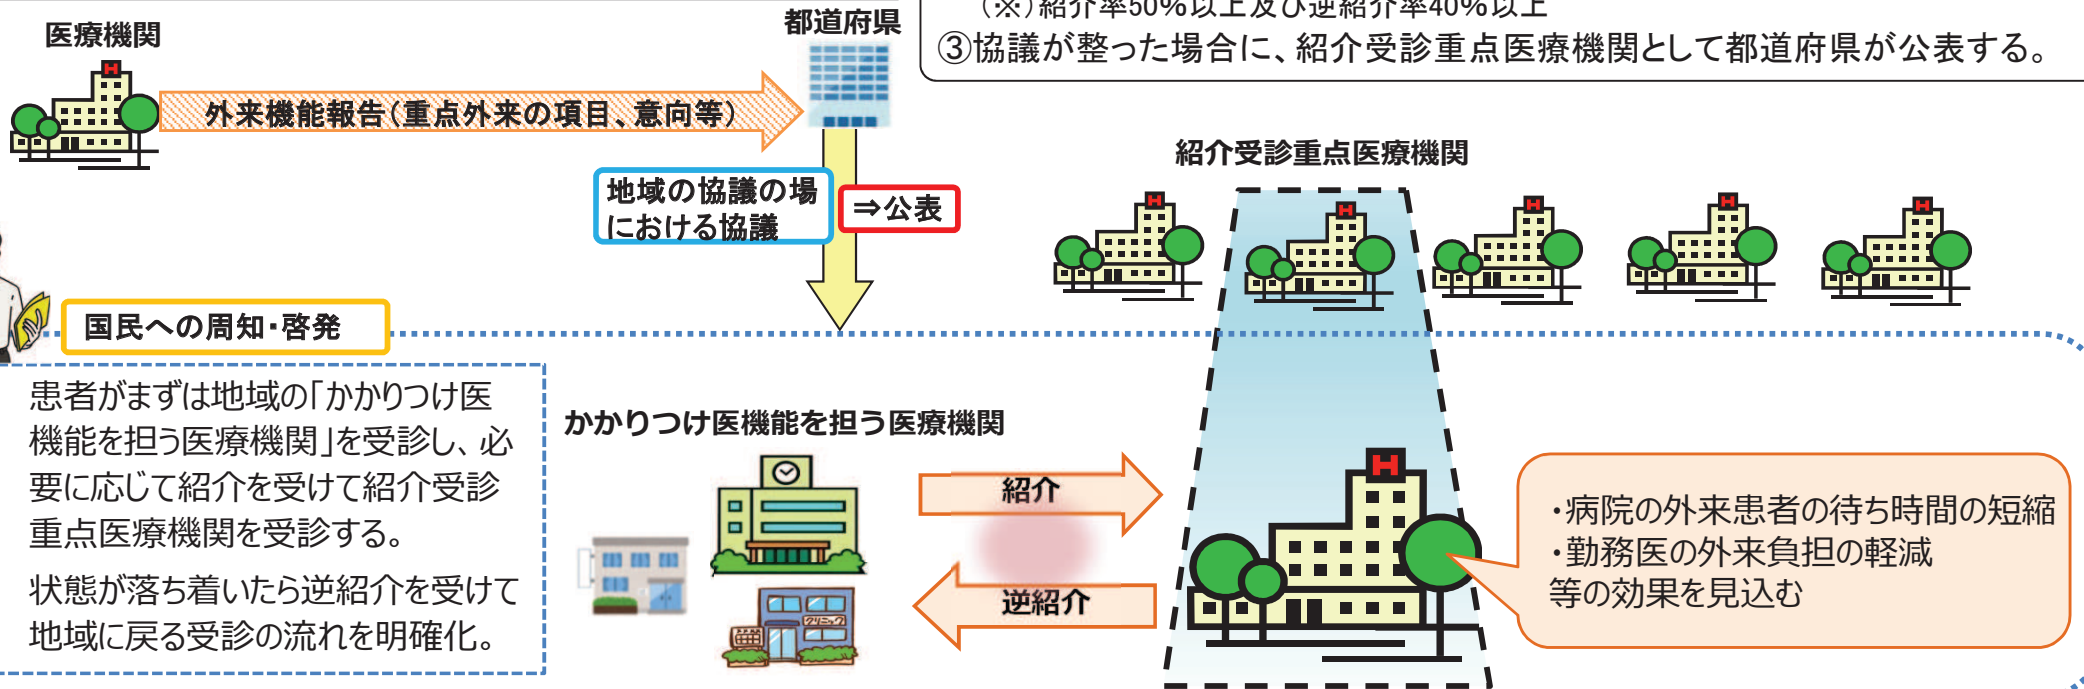 (※)紹介率50%以上及び逆紹介率40%以上
③協議が整った場合に、紹介受診重点医療機関として都道府県が公表する。
医療機関
都道府県
外来機能報告(重点外来の項目、意向等)
地域の協議の場
における協議
⇒公表
紹介受診重点医療機関
国民への周知・啓発
患者がまずは地域の「かかりつけ医
機能を担う医療機関」を受診し、必
要に応じて紹介を受けて紹介受診
重点医療機関を受診する。
状態が落ち着いたら逆紹介を受けて
地域に戻る受診の流れを明確化。
かかりつけ医機能を担う医療機関
クリニック
紹介
逆紹介
・病院の外来患者の待ち時間の短縮
・勤務医の外来負担の軽減
等の効果を見込む
H
H
H
H
H
H
H